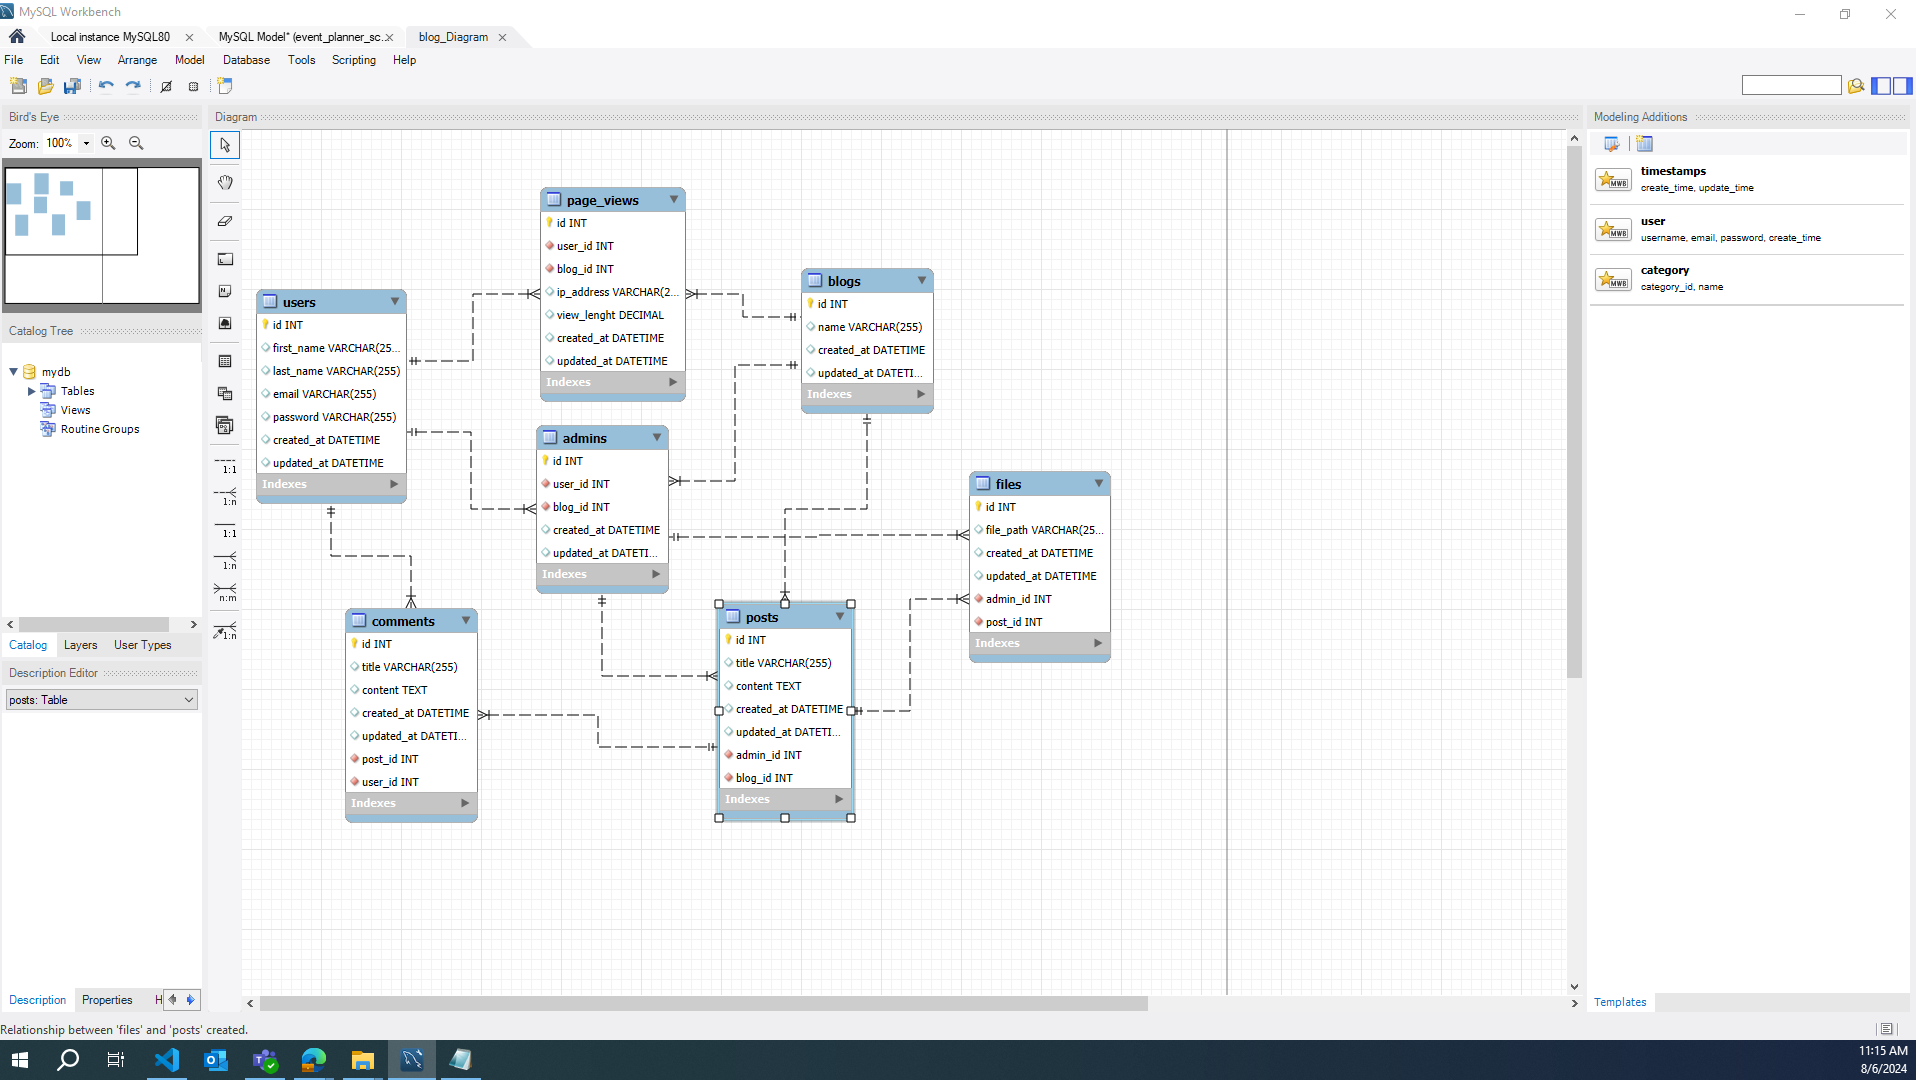 MySQL Workbench
Local instance MySQL80
MySQL Model* (event_planner_sc...
blog_Diagram
File Edit View Arrange Model Database Tools Scripting Help
Bird's Eye
Zoom: 100%
Catalog Tree
mydb
Tables
Views
Routine Groups
Catalog Layers User Types
Description Editor
posts: Table
Description Properties H
Diagram
1:1
1:n
1:1
1:n
n:m
1:n
users
id INT
first_name VARCHAR(25...
last_name VARCHAR(255)
email VARCHAR(255)
password VARCHAR(255)
created_at DATETIME
updated_at DATETIME
Indexes
page_views
id INT
user_id INT
blog_id INT
ip_address VARCHAR(2...
view_lenght DECIMAL
created_at DATETIME
updated_at DATETIME
Indexes
blogs
id INT
name VARCHAR(255)
created_at DATETIME
updated_at DATETI...
Indexes
admins
id INT
user_id INT
blog_id INT
created_at DATETIME
updated_at DATETI...
Indexes
files
id INT
file_path VARCHAR(25...
created_at DATETIME
updated_at DATETIME
admin_id INT
post_id INT
Indexes
comments
id INT
title VARCHAR(255)
content TEXT
created_at DATETIME
updated_at DATETI...
post_id INT
user_id INT
Indexes
posts
id INT
title VARCHAR(255)
content TEXT
created_at DATETIME
updated_at DATETI...
admin_id INT
blog_id INT
Indexes
Modeling Additions
MWB
timestamps
create_time, update_time
MWB
user
username, email, password, create_time
MWB
category
category_id, name
Templates
Relationship between 'files' and 'posts' created.
11:15 AM
8/6/2024